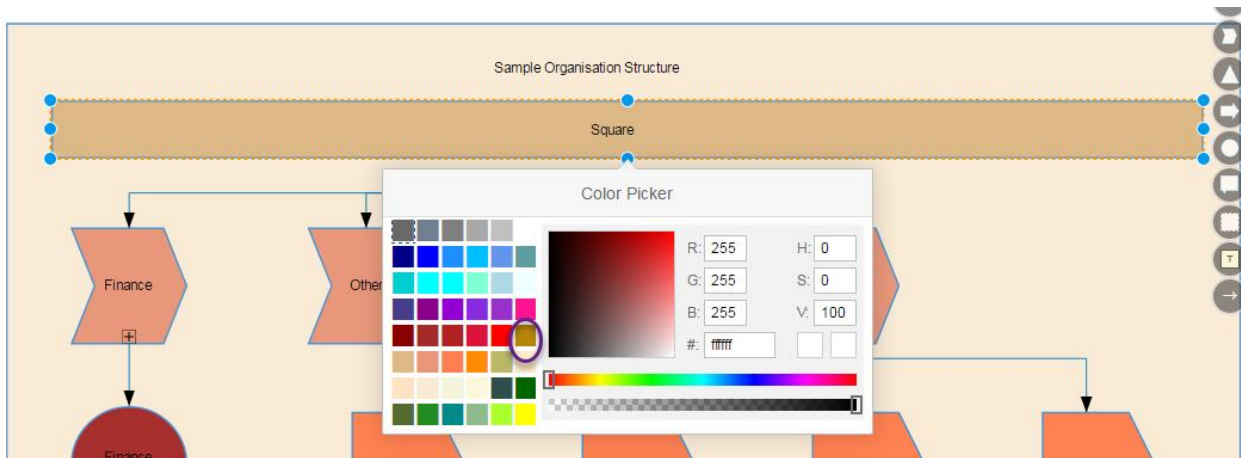 Sample Organisation Structure
Square
Color Picker
R: 255 H: 0
G: 255 S: 0
B: 255 V: 100
#: ffffff
Finance
Other
T
Finance